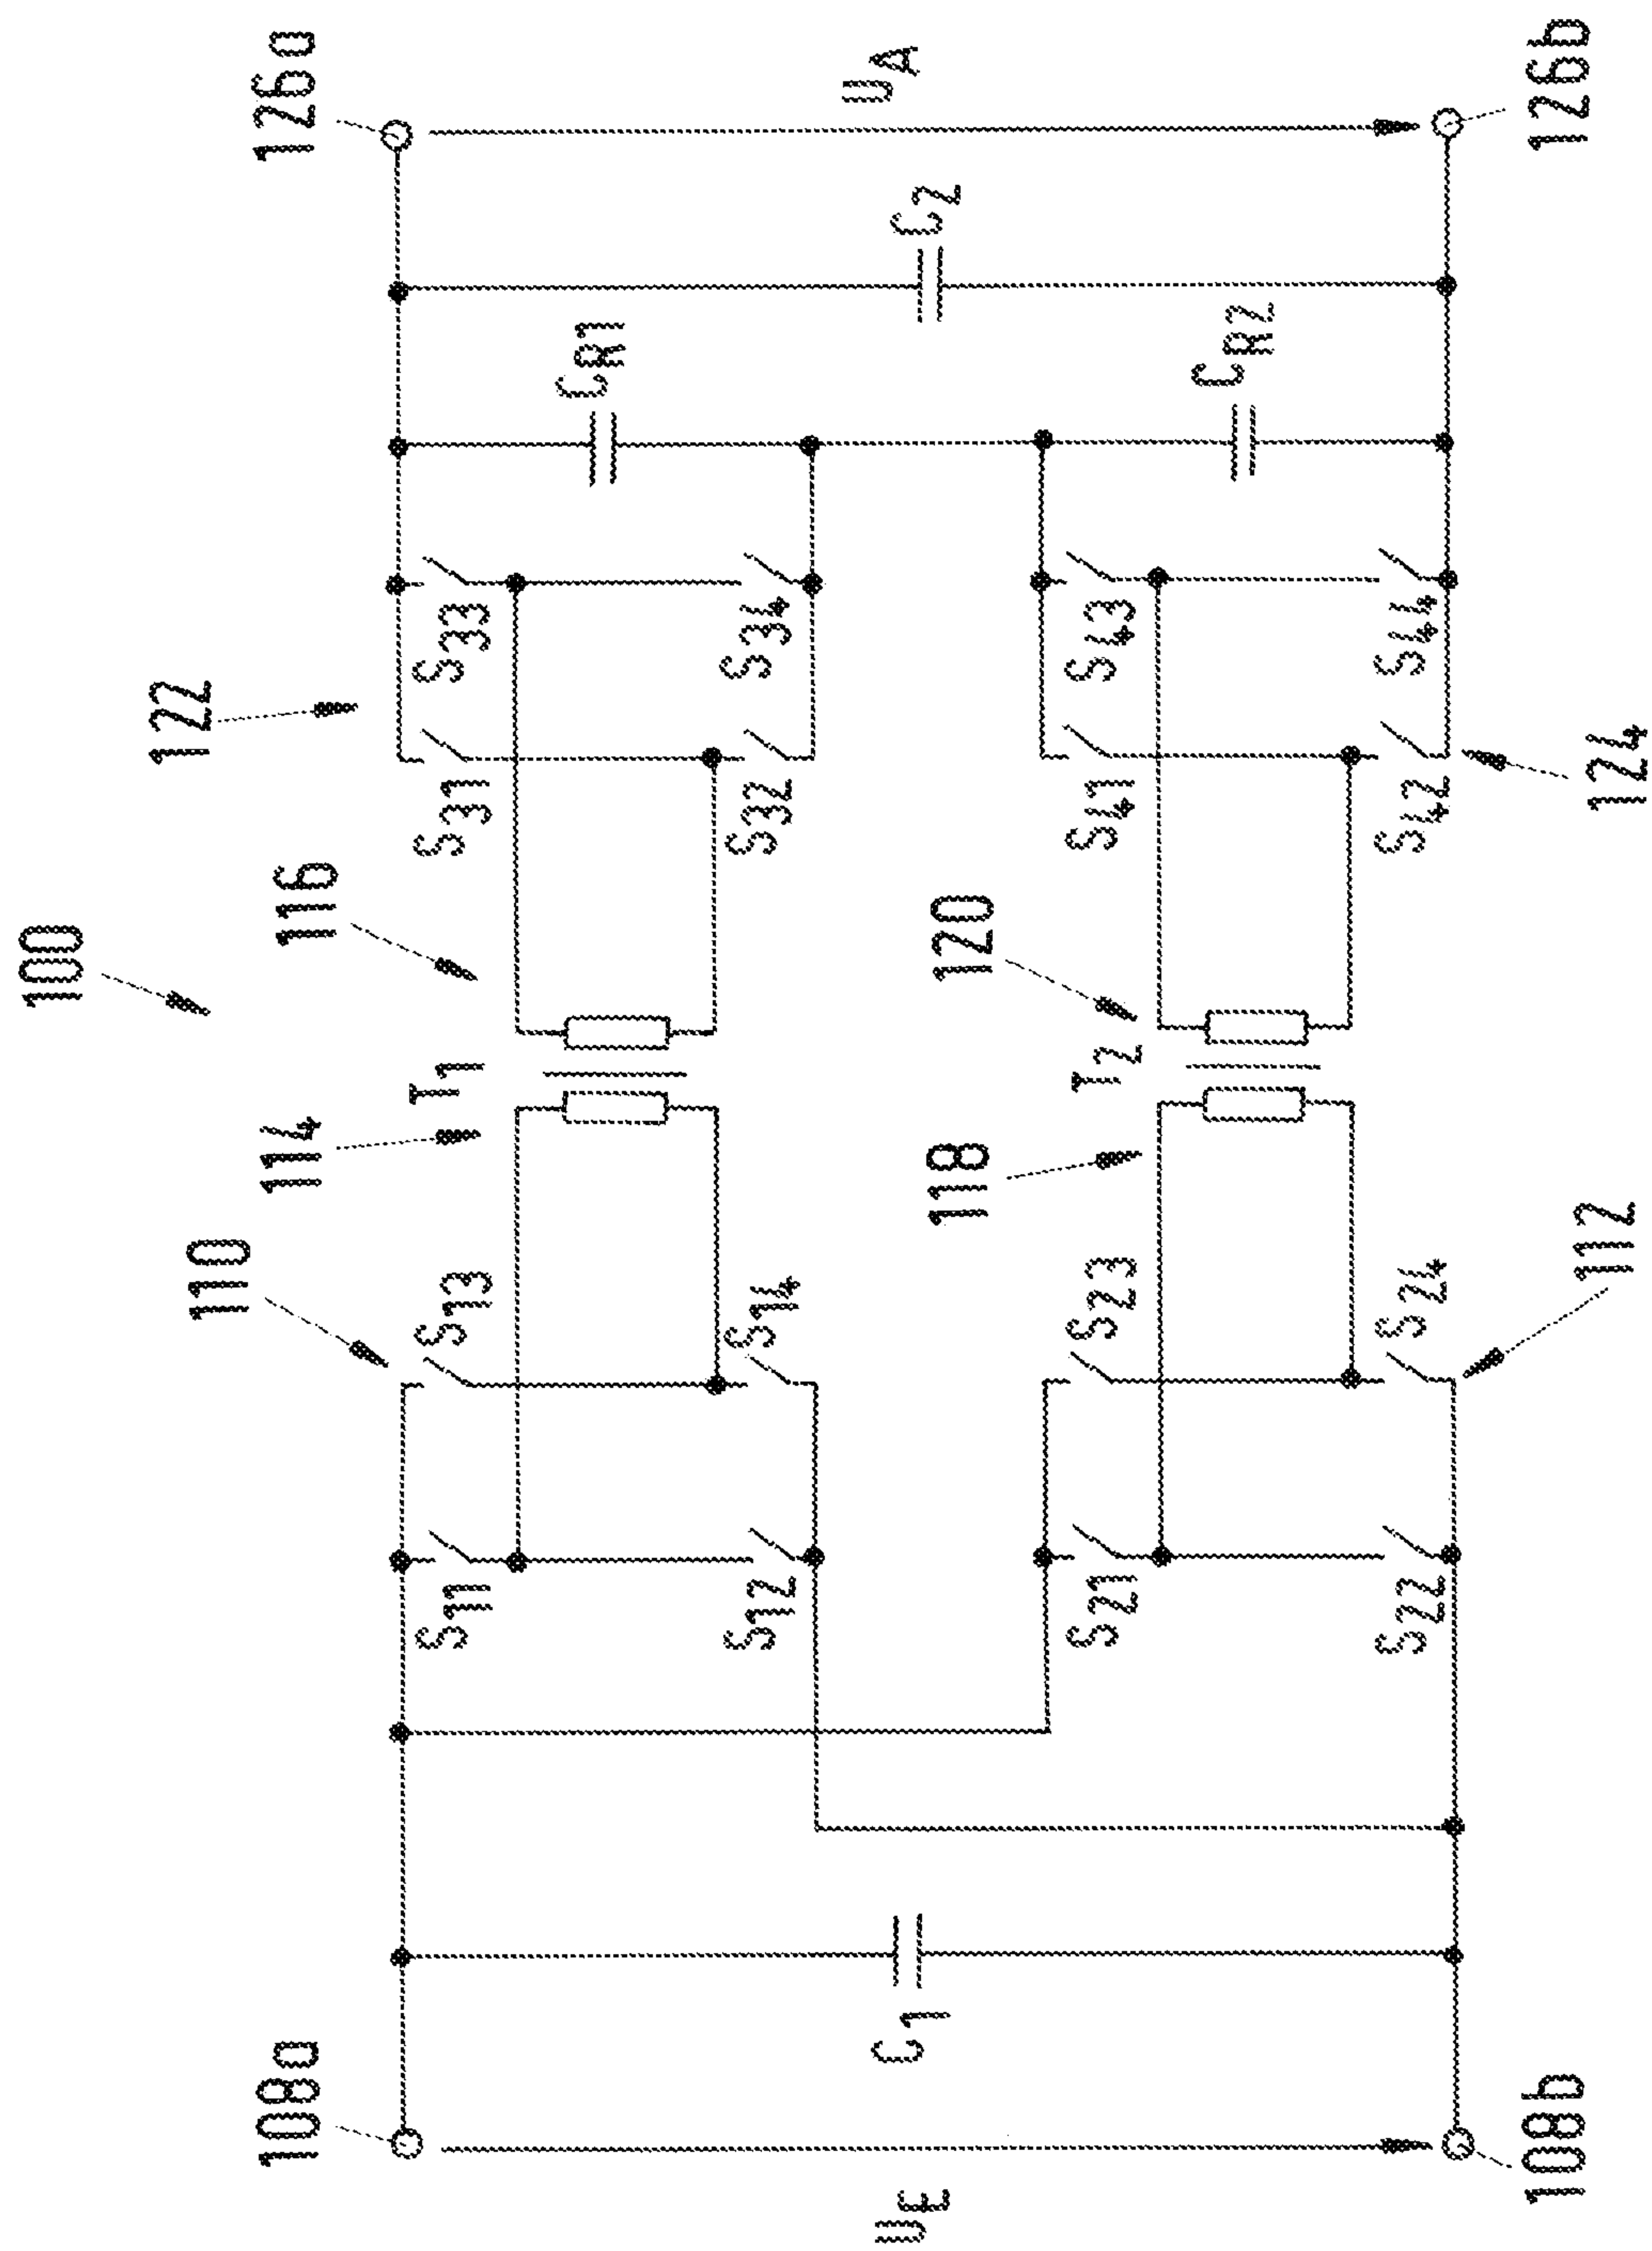 100
122
116
114
110
126a
U_A
C_2
C_R1
S_33
S_31
S_34
S_32
T_1
S_13
S_11
S_14
S_12
C_1
108a
U_E
126b
C_R2
S_43
S_41
S_44
S_42
124
120
T_2
118
S_23
S_21
S_24
S_22
112
108b